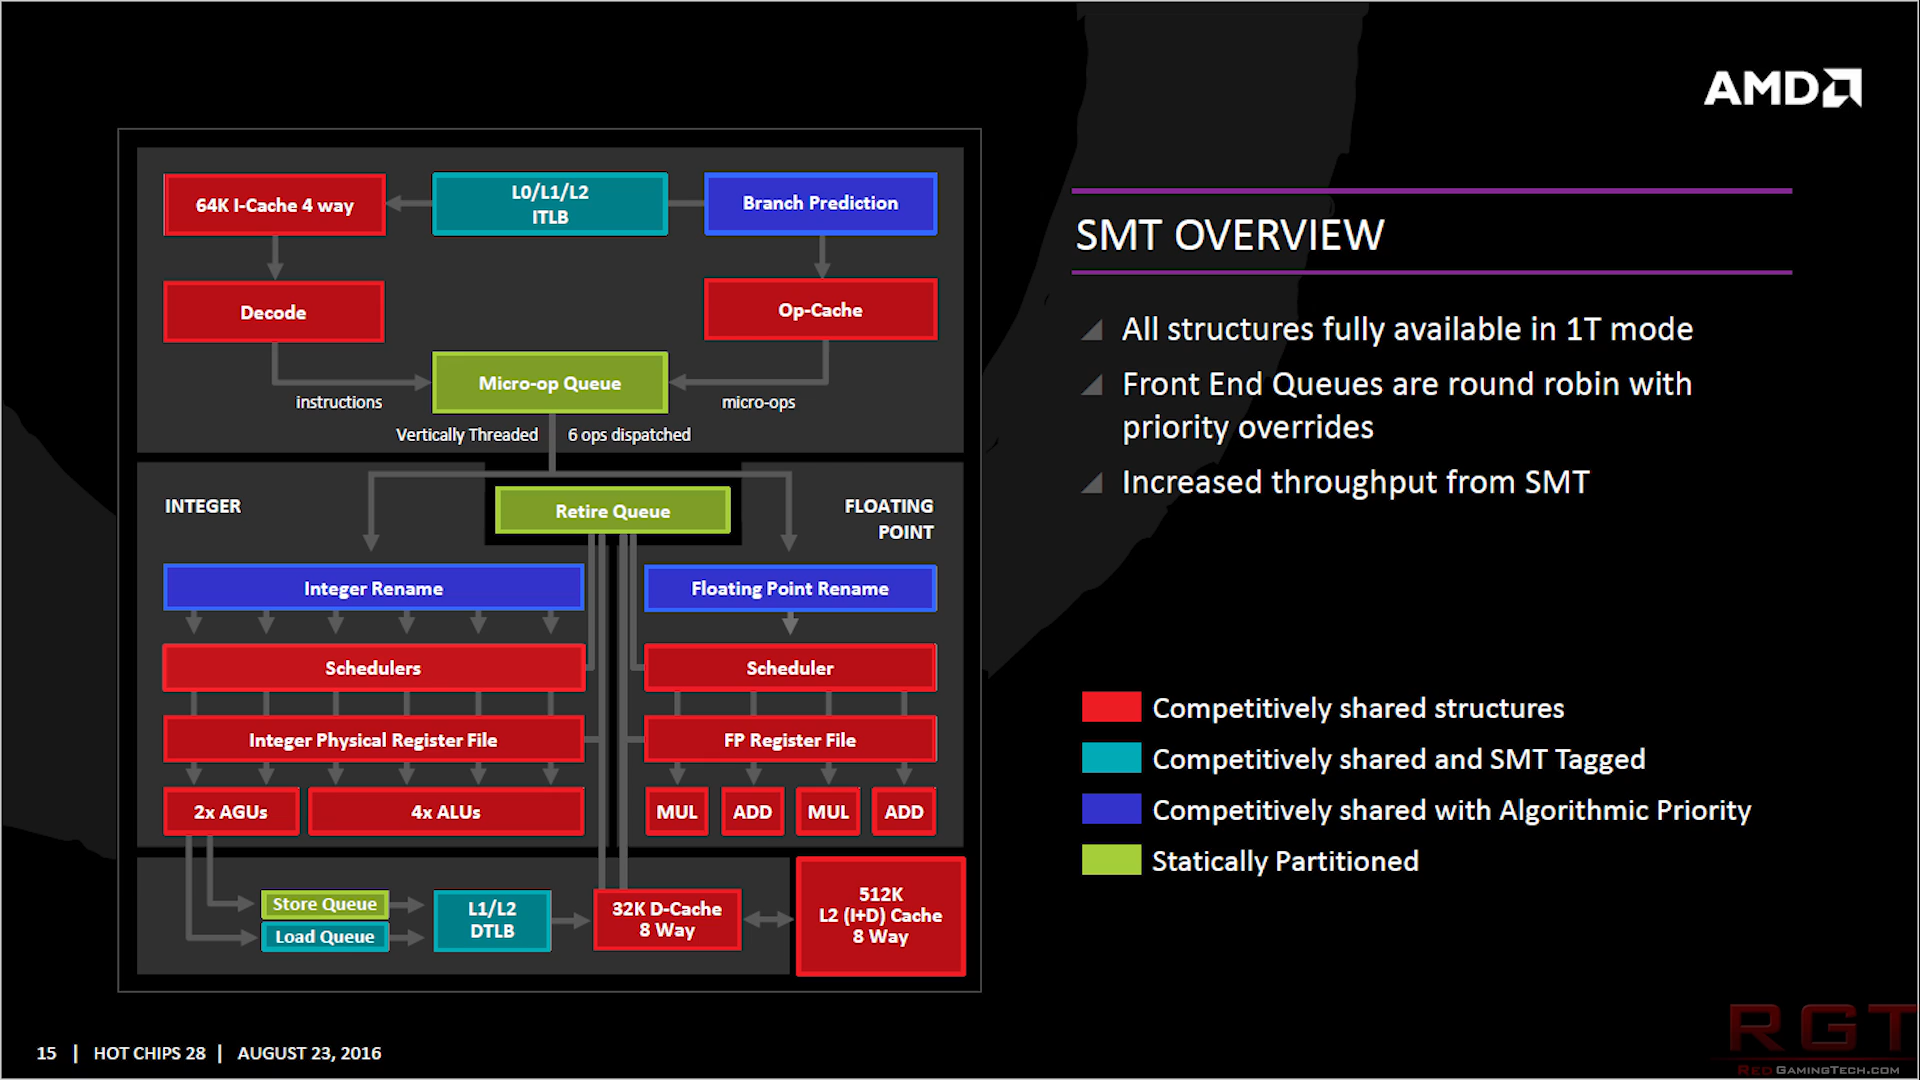 AMD
64K I-Cache 4 way
L0/L1/L2
ITLB
Branch Prediction
Decode
Op-Cache
Micro-op Queue
instructions
micro-ops
Vertically Threaded
6 ops dispatched
INTEGER
Retire Queue
FLOATING
POINT
Integer Rename
Floating Point Rename
Schedulers
Scheduler
Integer Physical Register File
FP Register File
2x AGUs
4x ALUs
MUL
ADD
MUL
ADD
Store Queue
Load Queue
L1/L2
DTLB
32K D-Cache
8 Way
512K
L2 (I+D) Cache
8 Way
SMT OVERVIEW
All structures fully available in 1T mode
Front End Queues are round robin with
priority overrides
Increased throughput from SMT
Competitively shared structures
Competitively shared and SMT Tagged
Competitively shared with Algorithmic Priority
Statically Partitioned
15 | HOT CHIPS 28 | AUGUST 23, 2016
RGT
REDGAMINGTECH.COM